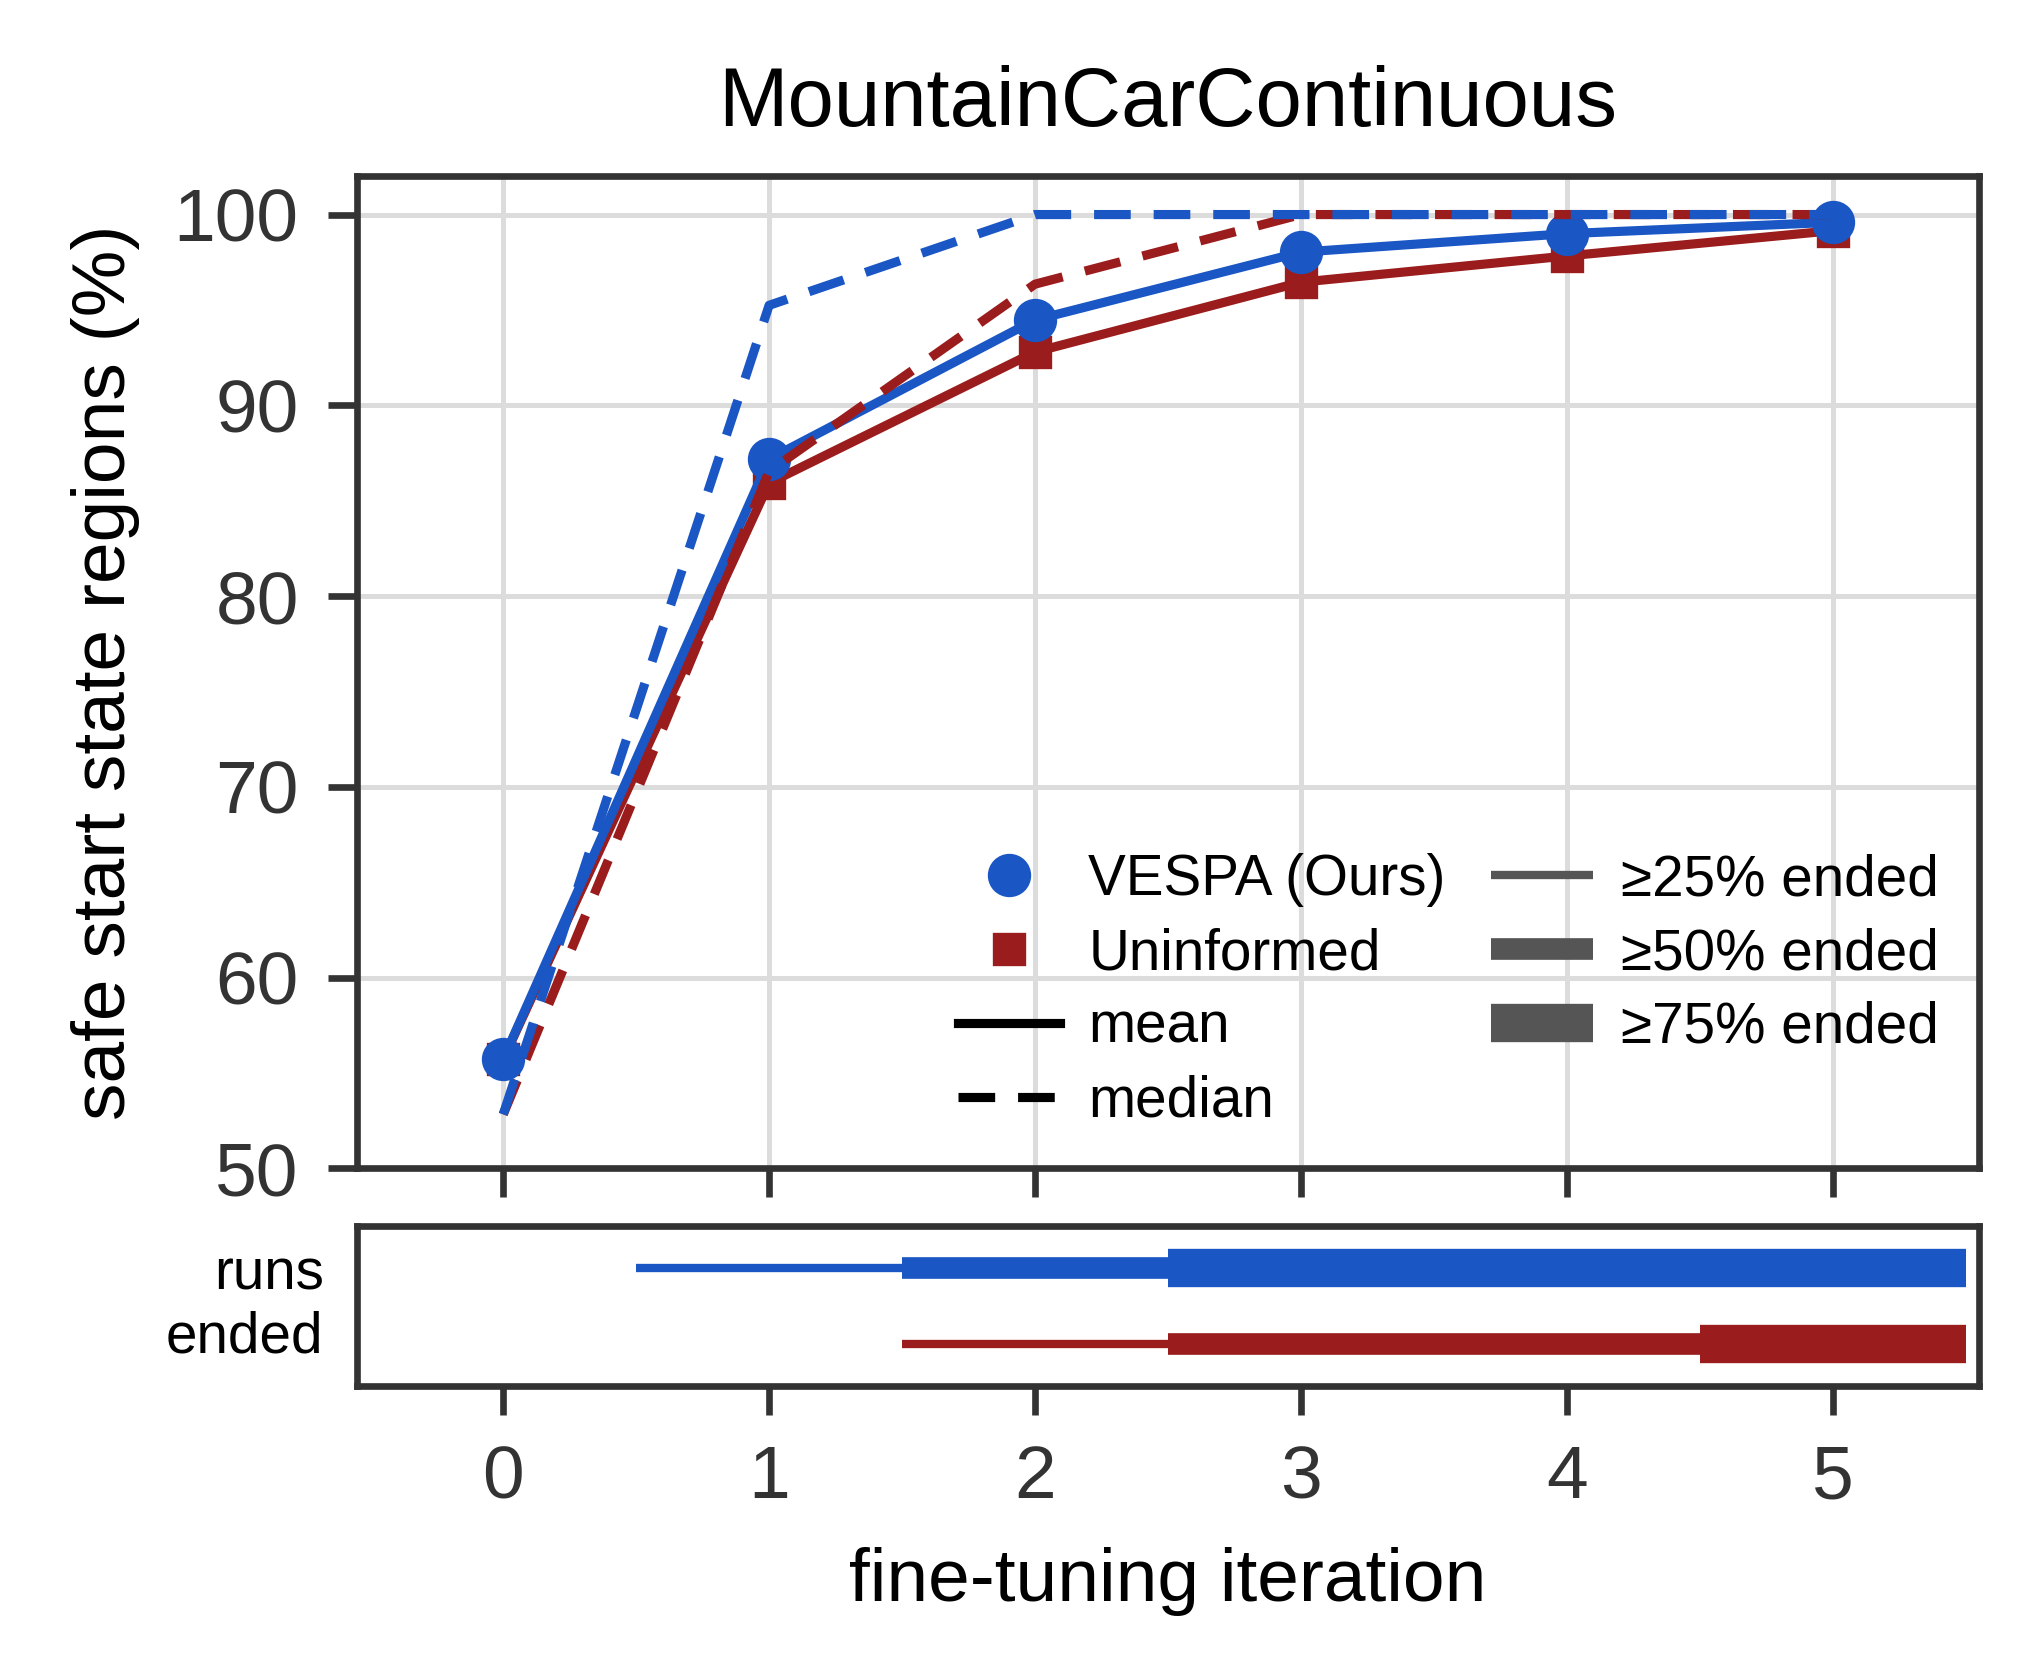 MountainCarContinuous
safe start state regions (%)
100
90
80
70
60
50
VESPA (Ours)
Uninformed
mean
median
≥25% ended
≥50% ended
≥75% ended
runs
ended
0 1 2 3 4 5
fine-tuning iteration